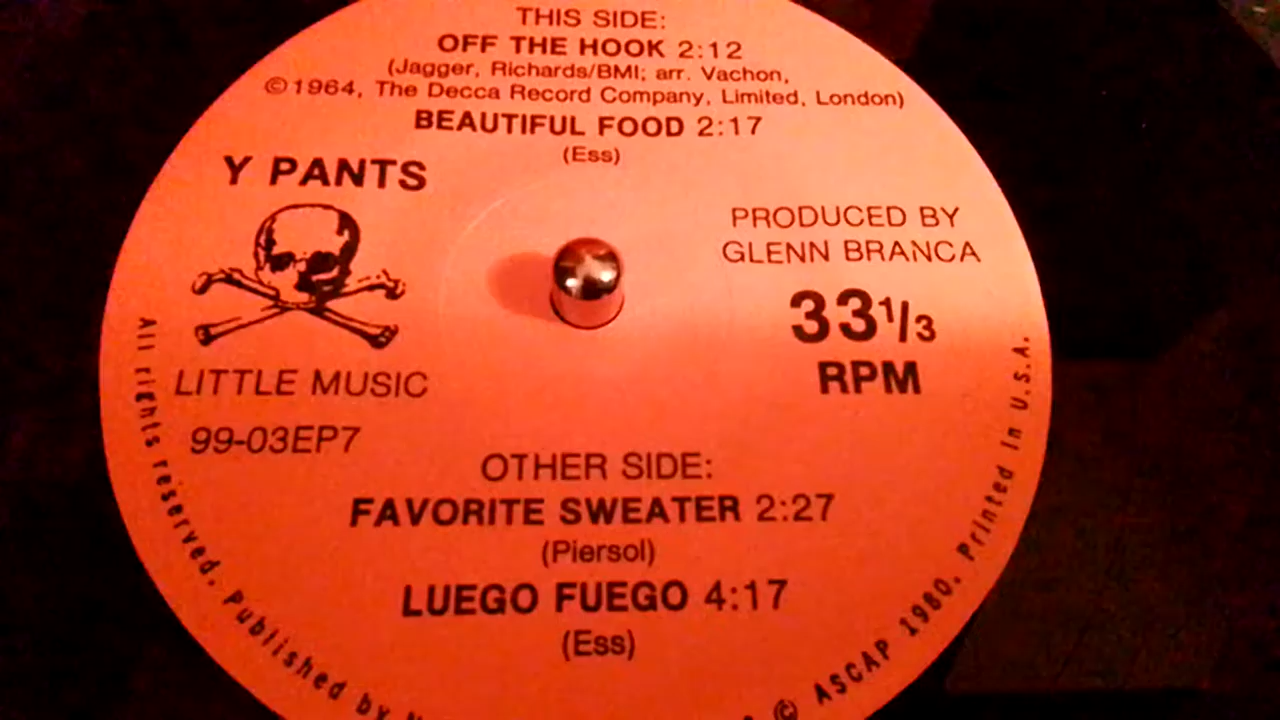 THIS SIDE:
OFF THE HOOK 2:12
(Jagger, Richards/BMI; arr. Vachon,
©1964, The Decca Record Company, Limited, London)
BEAUTIFUL FOOD 2:17
(Ess)
Y PANTS
LITTLE MUSIC
99-03EP7
PRODUCED BY
GLENN BRANCA
33 1/3
RPM
OTHER SIDE:
FAVORITE SWEATER 2:27
(Piersol)
LUEGO FUEGO 4:17
(Ess)
All rights reserved. Published by
© ASCAP 1980. Printed in U.S.A.